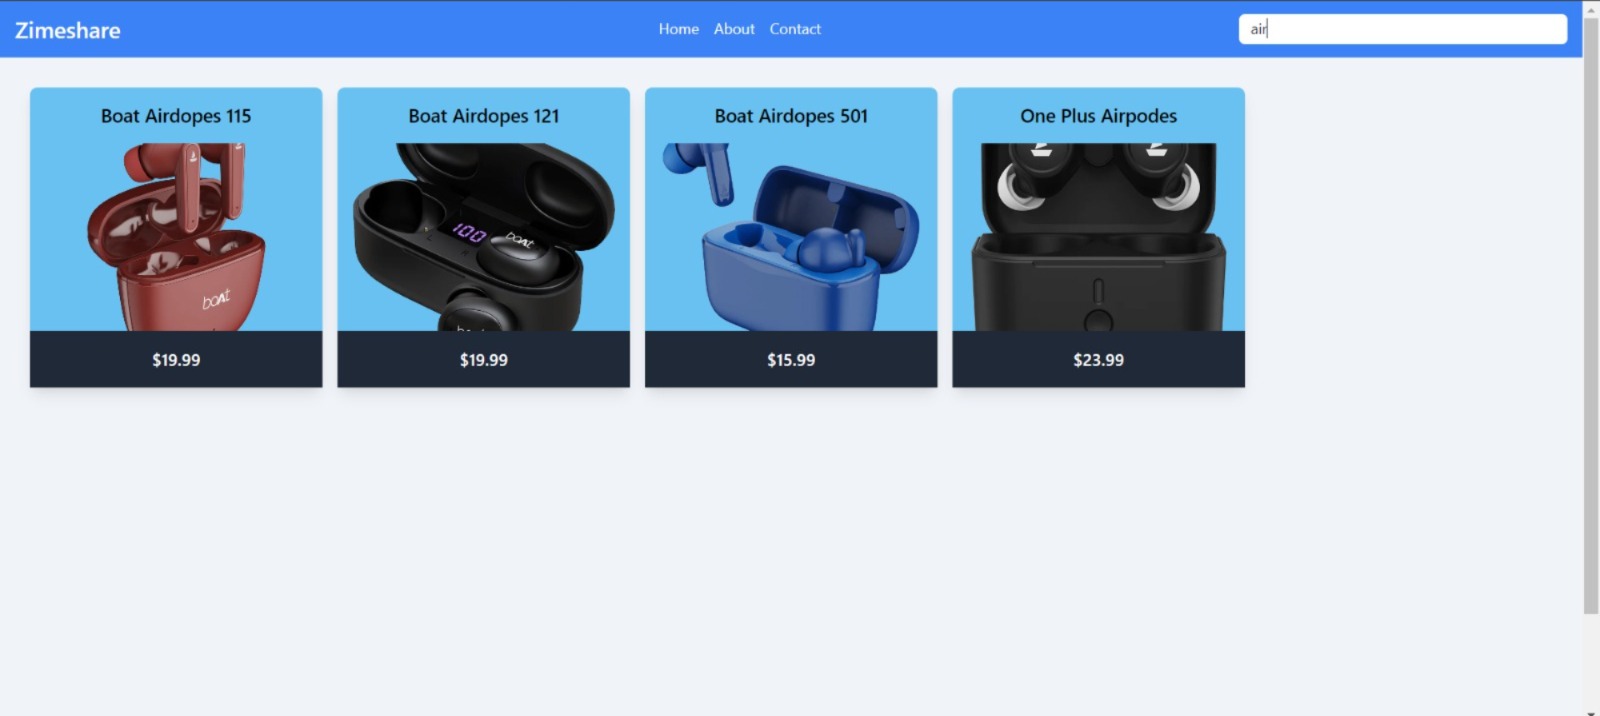 Zimeshare
Home About Contact
air
Boat Airdopes 115
Boat Airdopes 121
Boat Airdopes 501
One Plus Airpodes
boAt
100
boAt
$19.99
$19.99
$15.99
$23.99